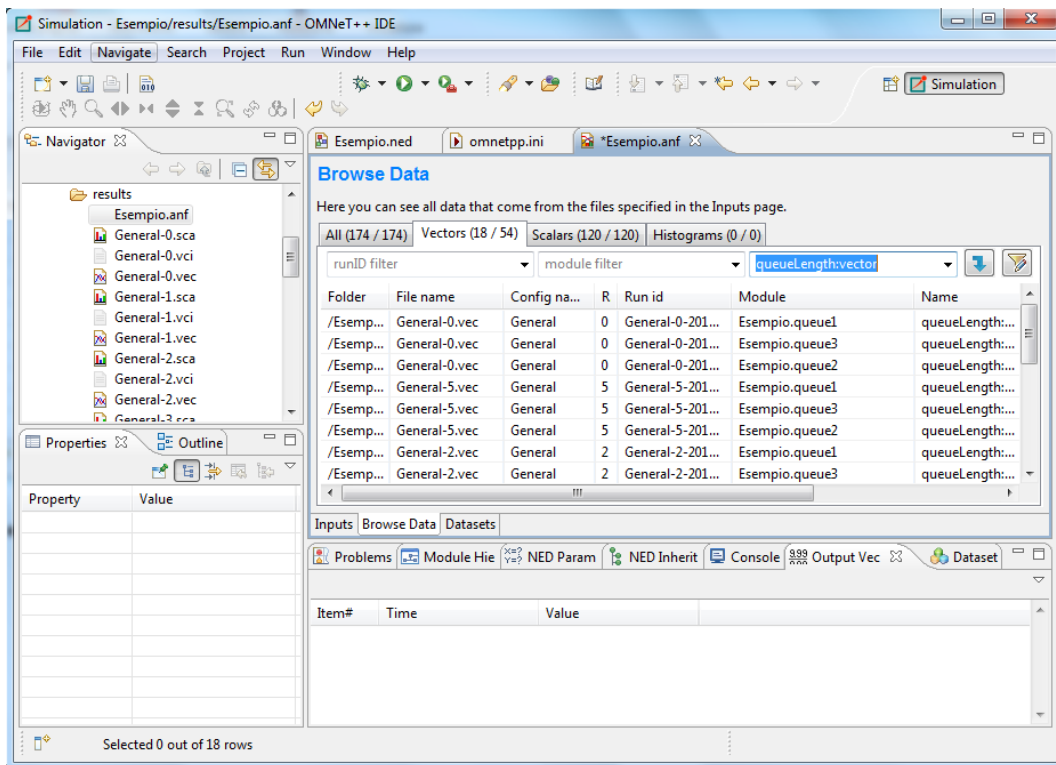 Simulation - Esempio/results/Esempio.anf - OMNeT++ IDE
File Edit Navigate Search Project Run Window Help
Simulation
Navigator
results
Esempio.anf
General-0.sca
General-0.vci
General-0.vec
General-1.sca
General-1.vci
General-1.vec
General-2.sca
General-2.vci
General-2.vec
General-3.sca
Properties Outline
Property Value
Esempio.ned omnetpp.ini *Esempio.anf
Browse Data
Here you can see all data that come from the files specified in the Inputs page.
All (174 / 174) Vectors (18 / 54) Scalars (120 / 120) Histograms (0 / 0)
runID filter module filter queueLength:vector
Folder File name Config na... R Run id Module Name
/Esemp... General-0.vec General 0 General-0-201... Esempio.queue1 queueLength:...
/Esemp... General-0.vec General 0 General-0-201... Esempio.queue3 queueLength:...
/Esemp... General-0.vec General 0 General-0-201... Esempio.queue2 queueLength:...
/Esemp... General-5.vec General 5 General-5-201... Esempio.queue1 queueLength:...
/Esemp... General-5.vec General 5 General-5-201... Esempio.queue3 queueLength:...
/Esemp... General-5.vec General 5 General-5-201... Esempio.queue2 queueLength:...
/Esemp... General-2.vec General 2 General-2-201... Esempio.queue1 queueLength:...
/Esemp... General-2.vec General 2 General-2-201... Esempio.queue3 queueLength:...
Inputs Browse Data Datasets
Problems Module Hie NED Param NED Inherit Console Output Vec Dataset
Item# Time Value
Selected 0 out of 18 rows